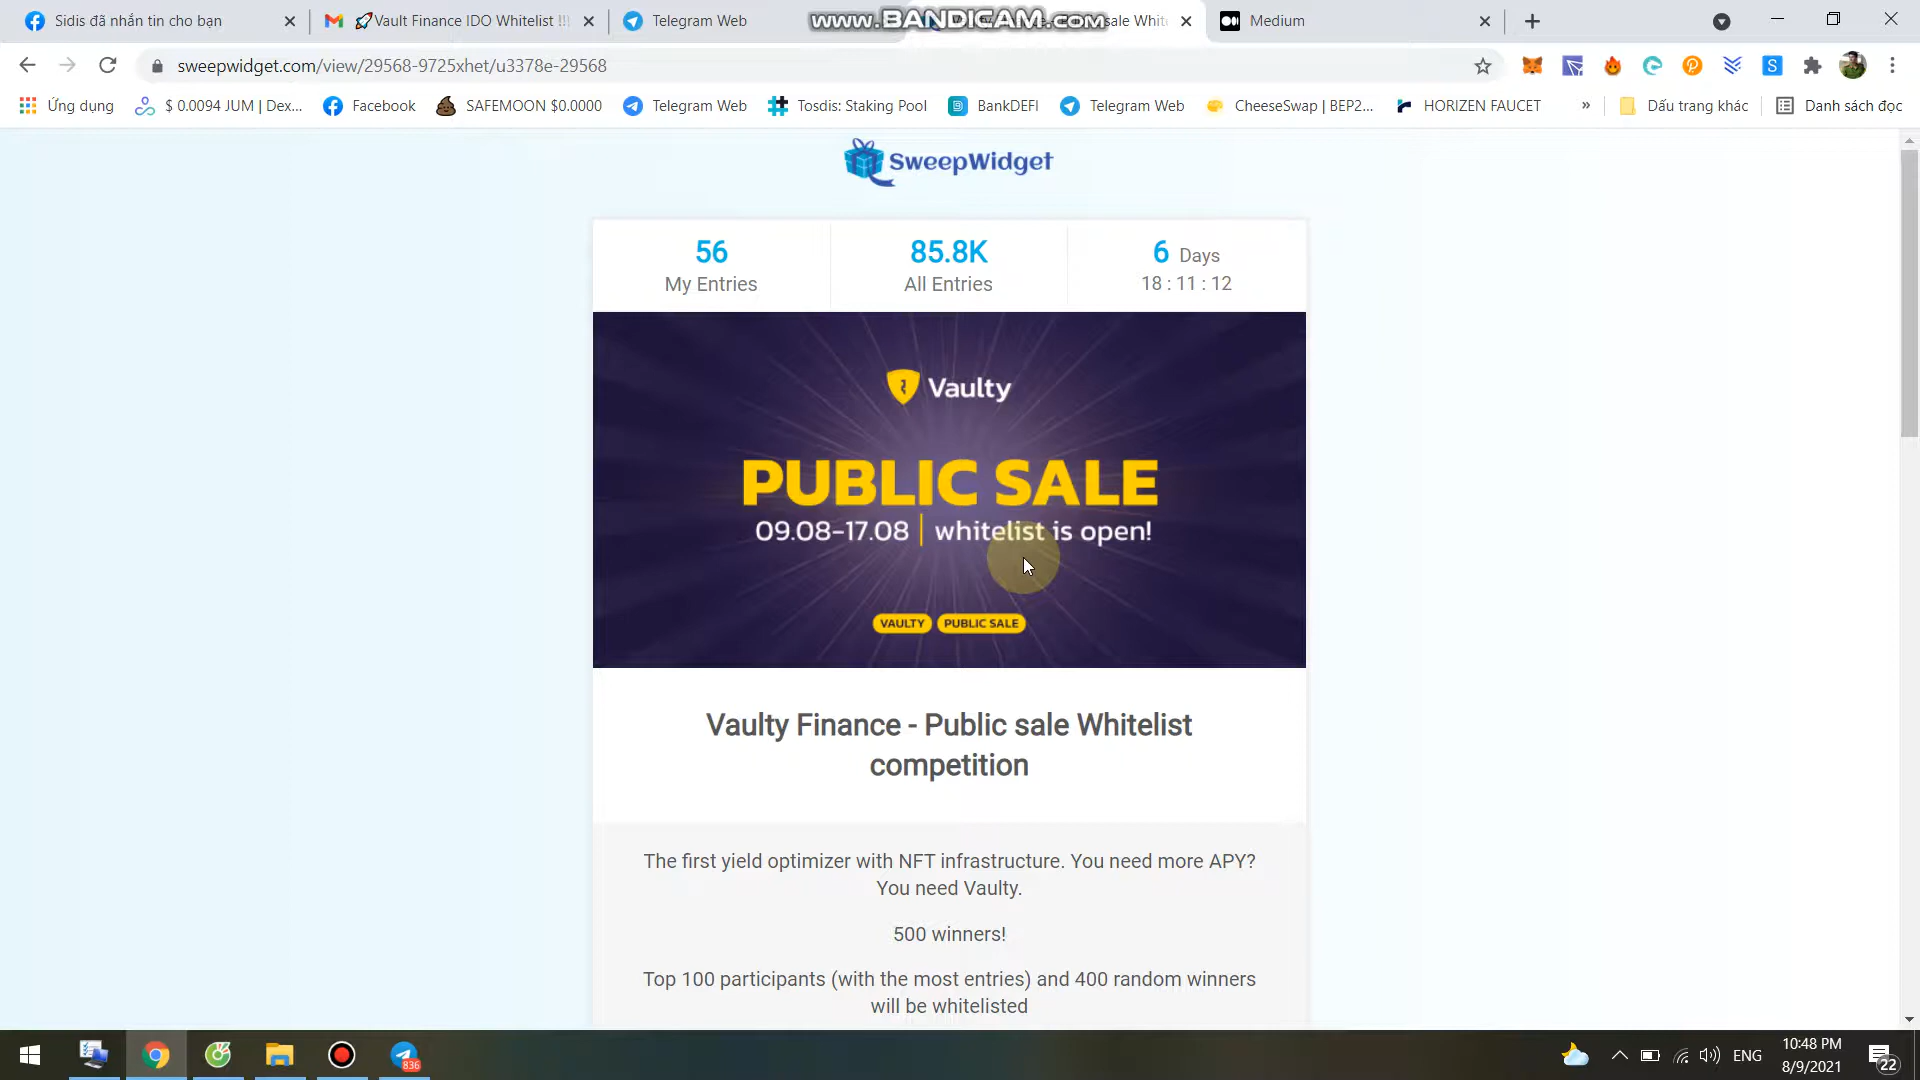 Sidis đã nhắn tin cho bạn
🚀Vault Finance IDO Whitelist !!!
Telegram Web
www.BANDICAM.com
Medium
sweepwidget.com/view/29568-9725xhet/u3378e-29568
Ứng dụng
$ 0.0094 JUM | Dex...
Facebook
SAFEMOON $0.0000
Telegram Web
Tosdis: Staking Pool
BankDEFI
Telegram Web
CheeseSwap | BEP2...
HORIZEN FAUCET
»
Dấu trang khác
Danh sách đọc
SweepWidget
56
My Entries
85.8K
All Entries
6 Days
18 : 11 : 12
Vaulty
PUBLIC SALE
09.08-17.08 | whitelist is open!
VAULTY
PUBLIC SALE
Vaulty Finance - Public sale Whitelist
competition
The first yield optimizer with NFT infrastructure. You need more APY?
You need Vaulty.
500 winners!
Top 100 participants (with the most entries) and 400 random winners
will be whitelisted
836
ENG
10:48 PM
8/9/2021
22